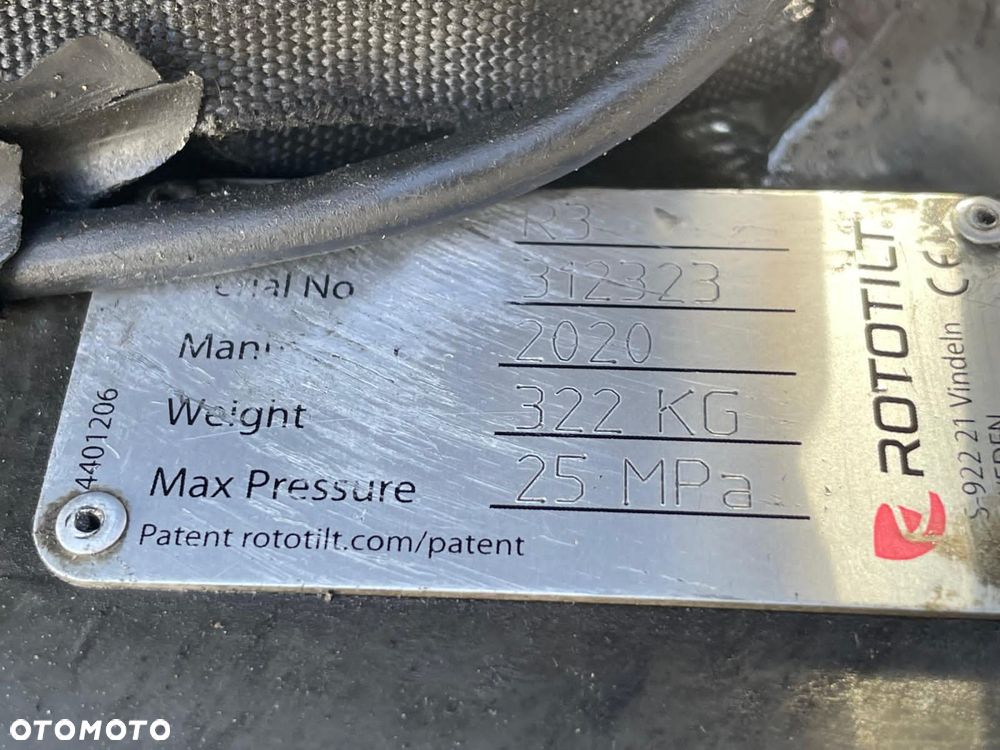 R3
erial No 312323
Manu 2020
Weight 322 KG
Max Pressure 25 MPa
Patent rototilt.com/patent
4401206
ROTOTILT
S-922 21 Vindeln CE
OTOMOTO